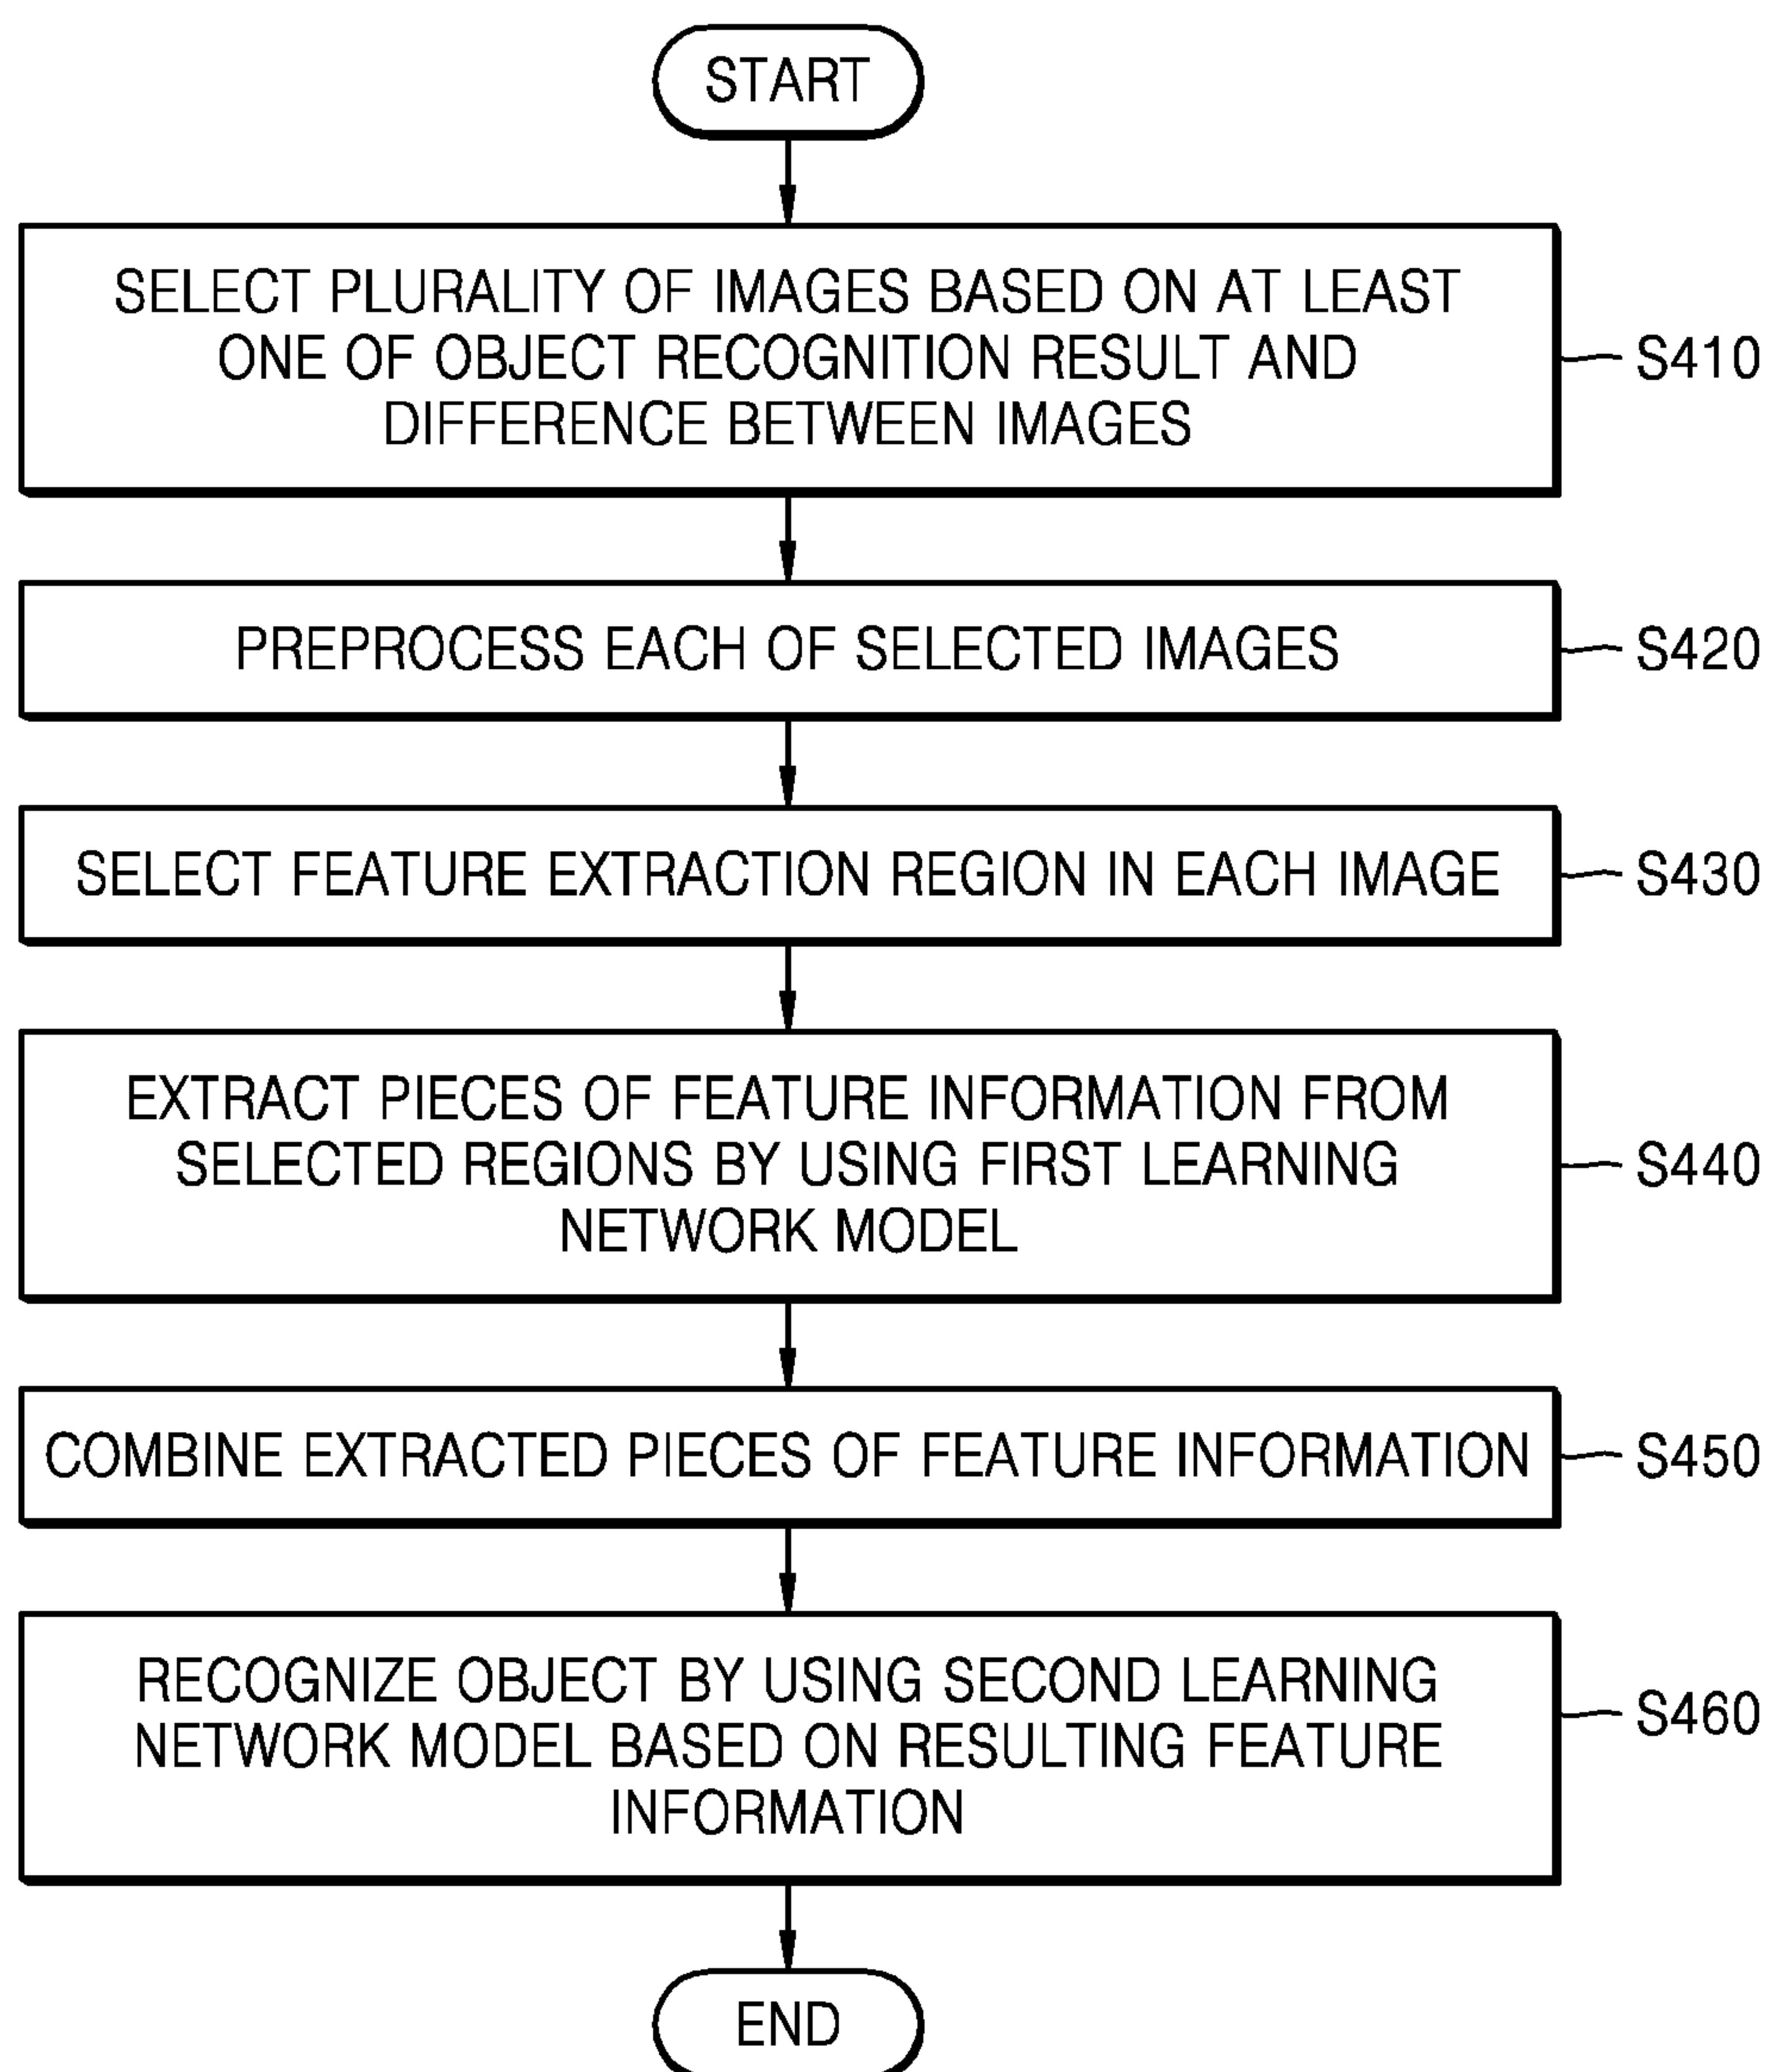 START
SELECT PLURALITY OF IMAGES BASED ON AT LEAST
ONE OF OBJECT RECOGNITION RESULT AND
DIFFERENCE BETWEEN IMAGES
S410
PREPROCESS EACH OF SELECTED IMAGES
S420
SELECT FEATURE EXTRACTION REGION IN EACH IMAGE
S430
EXTRACT PIECES OF FEATURE INFORMATION FROM
SELECTED REGIONS BY USING FIRST LEARNING
NETWORK MODEL
S440
COMBINE EXTRACTED PIECES OF FEATURE INFORMATION
S450
RECOGNIZE OBJECT BY USING SECOND LEARNING
NETWORK MODEL BASED ON RESULTING FEATURE
INFORMATION
S460
END